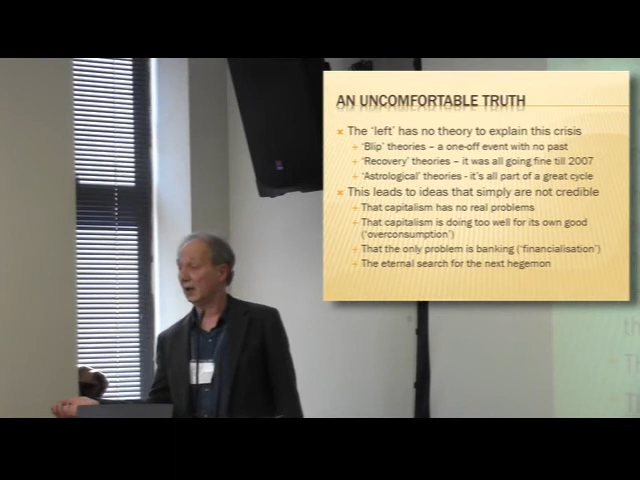 AN UNCOMFORTABLE TRUTH
The 'left' has no theory to explain this crisis
'Blip' theories – a one-off event with no past
'Recovery' theories – it was all going fine till 2007
'Astrological' theories - it's all part of a great cycle
This leads to ideas that simply are not credible
That capitalism has no real problems
That capitalism is doing too well for its own good
('overconsumption')
That the only problem is banking ('financialisation')
The eternal search for the next hegemon